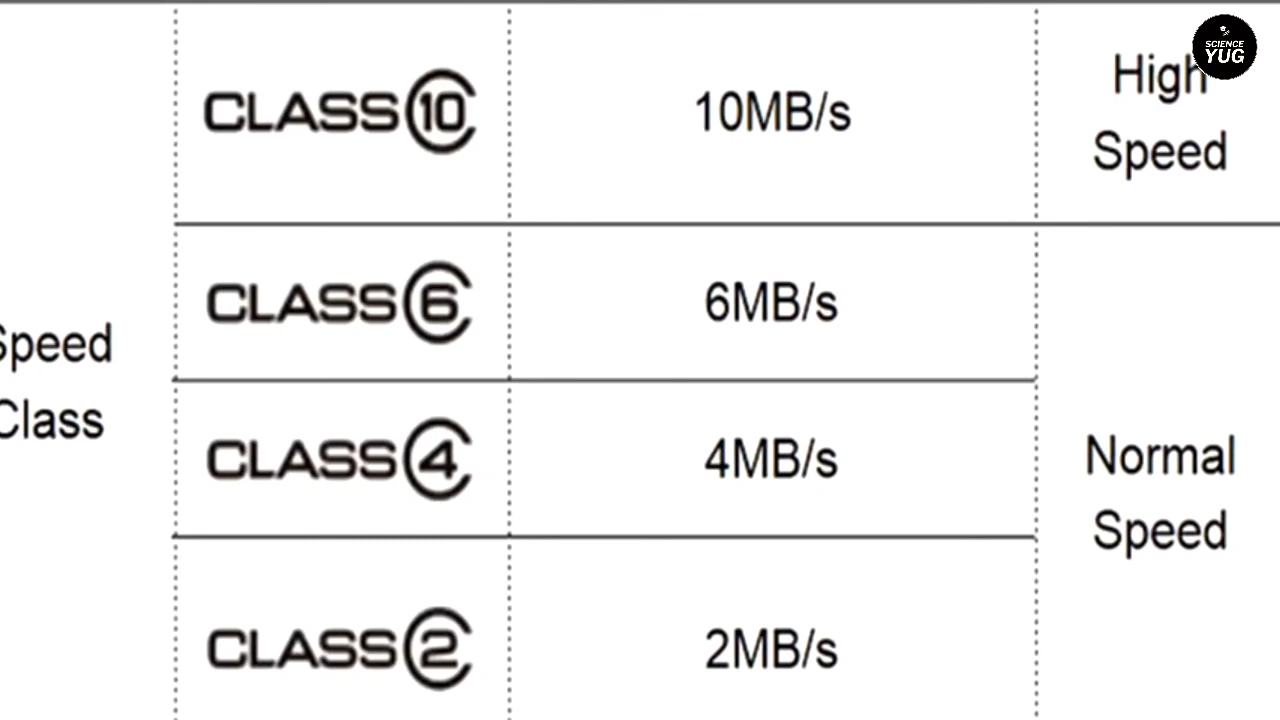 CLASS 10 10MB/s High Speed
SCIENCE
YUG
CLASS 6 6MB/s
Speed
Class
CLASS 4 4MB/s
Normal
Speed
CLASS 2 2MB/s